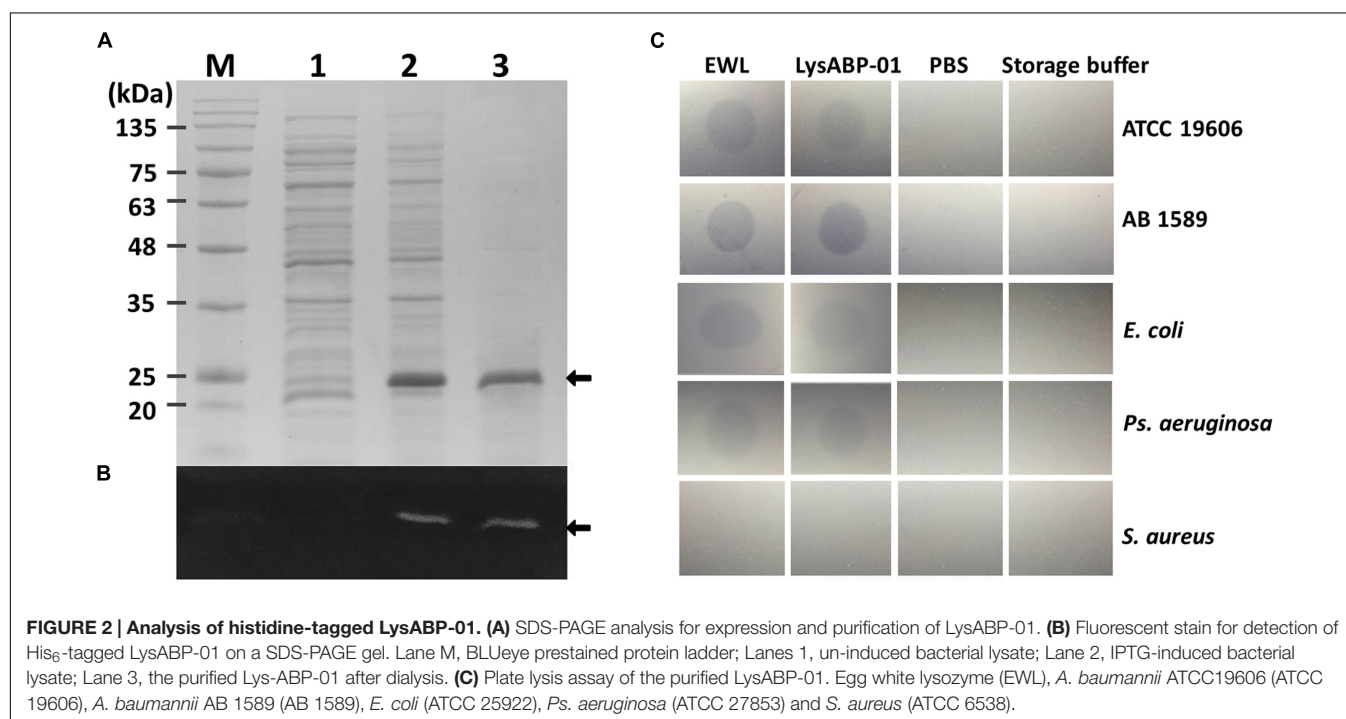 A
M 1 2 3
(kDa)
135
75
63
48
35
25
20
B
C
EWL LysABP-01 PBS Storage buffer
ATCC 19606
AB 1589
E. coli
Ps. aeruginosa
S. aureus
FIGURE 2 | Analysis of histidine-tagged LysABP-01. (A) SDS-PAGE analysis for expression and purification of LysABP-01. (B) Fluorescent stain for detection of
His₆-tagged LysABP-01 on a SDS-PAGE gel. Lane M, BLUeye prestained protein ladder; Lanes 1, un-induced bacterial lysate; Lane 2, IPTG-induced bacterial
lysate; Lane 3, the purified Lys-ABP-01 after dialysis. (C) Plate lysis assay of the purified LysABP-01. Egg white lysozyme (EWL), A. baumannii ATCC19606 (ATCC
19606), A. baumannii AB 1589 (AB 1589), E. coli (ATCC 25922), Ps. aeruginosa (ATCC 27853) and S. aureus (ATCC 6538).